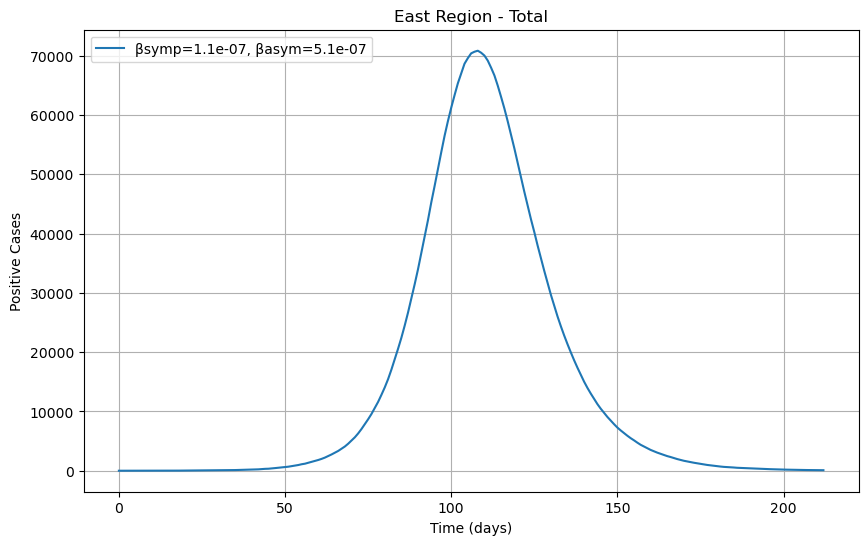 East Region - Total
βsymp=1.1e-07, βasym=5.1e-07
Positive Cases
70000
60000
50000
40000
30000
20000
10000
0
0 50 100 150 200
Time (days)